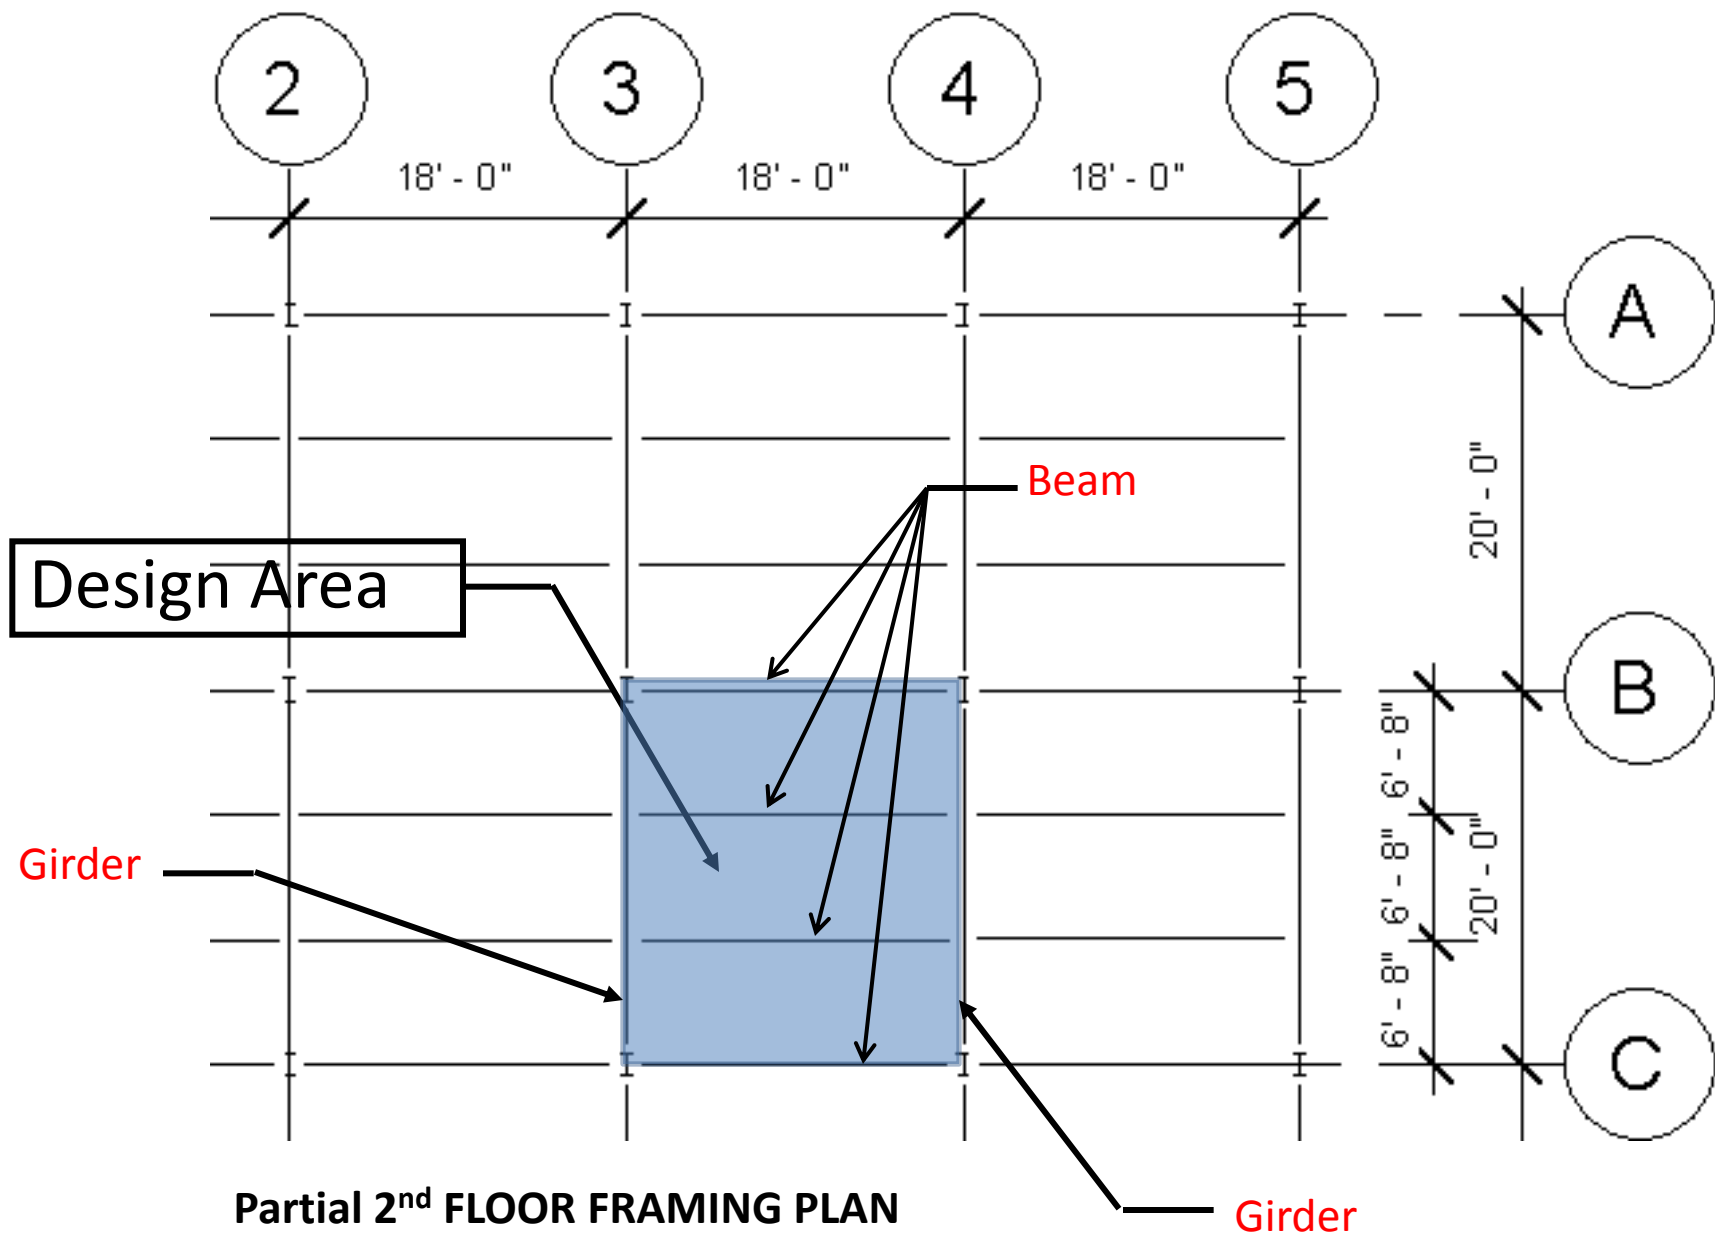 2
3
4
5
18' - 0"
18' - 0"
18' - 0"
A
20' - 0"
Beam
Design Area
B
6' - 8"
6' - 8"
20' - 0"
Girder
6' - 8"
C
Partial 2nd FLOOR FRAMING PLAN
Girder